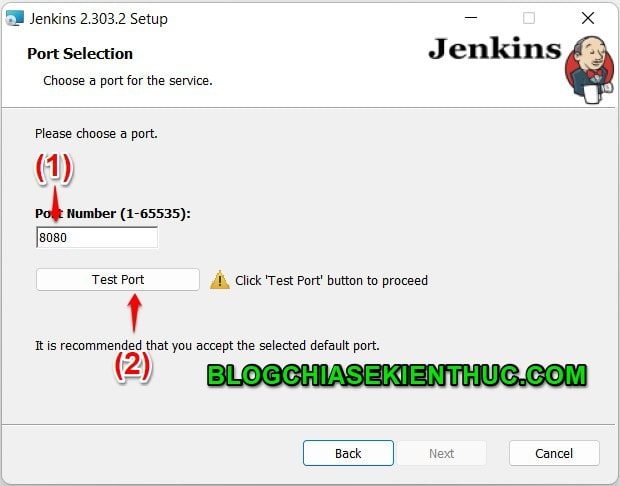 Jenkins 2.303.2 Setup
Port Selection
Choose a port for the service.
Jenkins
Please choose a port.
(1)
Port Number (1-65535):
8080
Test Port
Click 'Test Port' button to proceed
(2)
It is recommended that you accept the selected default port.
BLOGCHIASEKIENTHUC.COM
Back
Next
Cancel